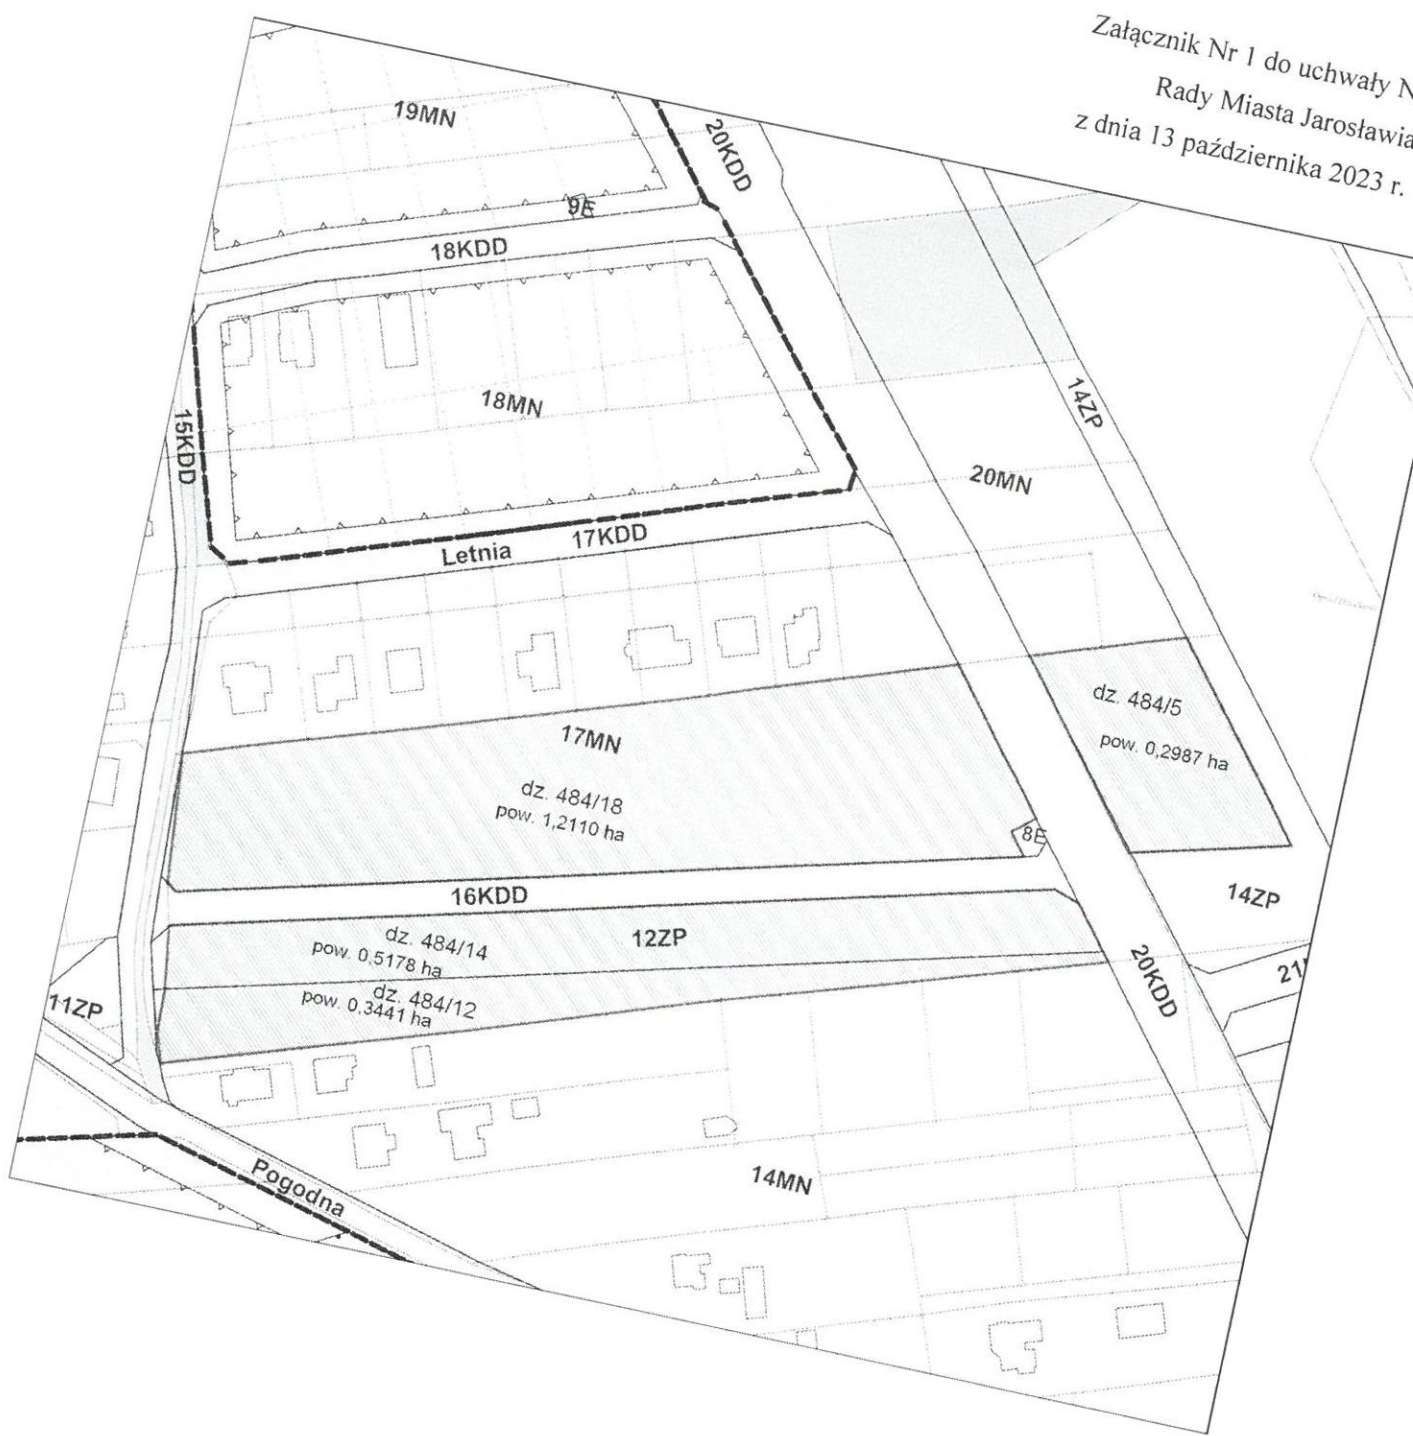 Załącznik Nr 1 do uchwały N
Rady Miasta Jarosławia
z dnia 13 października 2023 r.
19MN
20KDD
9E
18KDD
18MN
15KDD
14ZP
20MN
Letnia 17KDD
dz. 484/5
pow. 0,2987 ha
17MN
dz. 484/18
pow. 1,2110 ha
8E
16KDD
14ZP
dz. 484/14
pow. 0,5178 ha
12ZP
dz. 484/12
pow. 0,3441 ha
20KDD
21
11ZP
Pogodna
14MN